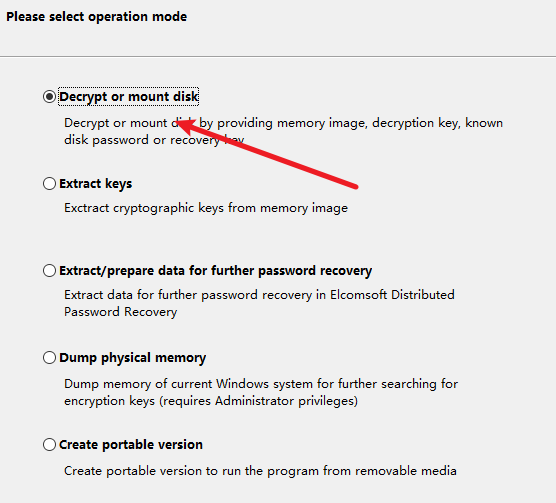 Please select operation mode
Decrypt or mount disk
Decrypt or mount disk by providing memory image, decryption key, known
disk password or recovery key
Extract keys
Exctract cryptographic keys from memory image
Extract/prepare data for further password recovery
Extract data for further password recovery in Elcomsoft Distributed
Password Recovery
Dump physical memory
Dump memory of current Windows system for further searching for
encryption keys (requires Administrator privileges)
Create portable version
Create portable version to run the program from removable media